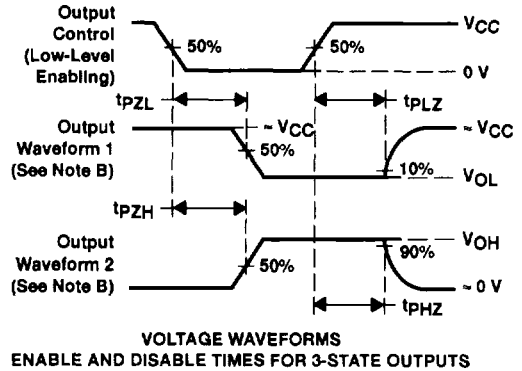 Output
Control
(Low-Level
Enabling)
50%
50%
VCC
0 V
tPZL
tPLZ
Output
Waveform 1
(See Note B)
≈ VCC
50%
≈ VCC
10%
VOL
tPZH
Output
Waveform 2
(See Note B)
50%
VOH
90%
≈ 0 V
tPHZ
VOLTAGE WAVEFORMS
ENABLE AND DISABLE TIMES FOR 3-STATE OUTPUTS